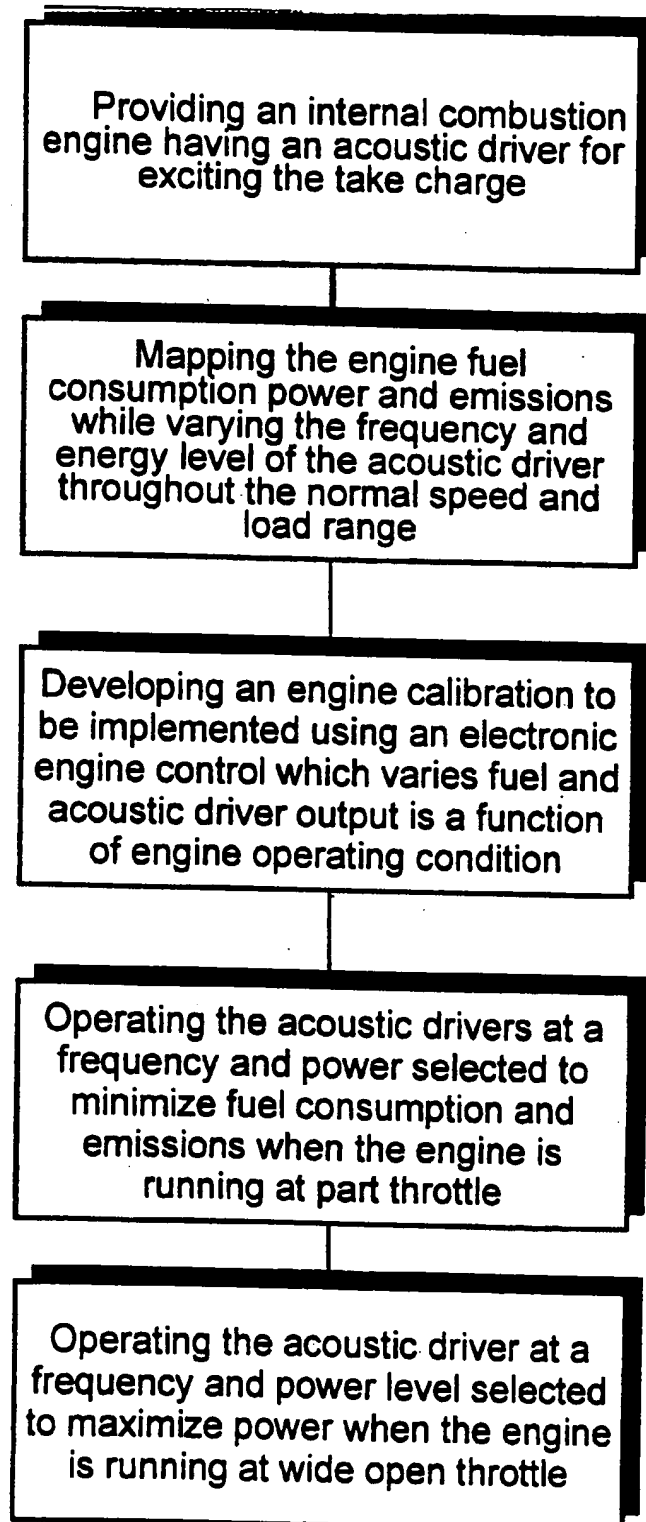 Providing an internal combustion
engine having an acoustic driver for
exciting the take charge
Mapping the engine fuel
consumption power and emissions
while varying the frequency and
energy level of the acoustic driver
throughout the normal speed and
load range
Developing an engine calibration to
be implemented using an electronic
engine control which varies fuel and
acoustic driver output is a function
of engine operating condition
Operating the acoustic drivers at a
frequency and power selected to
minimize fuel consumption and
emissions when the engine is
running at part throttle
Operating the acoustic driver at a
frequency and power level selected
to maximize power when the engine
is running at wide open throttle